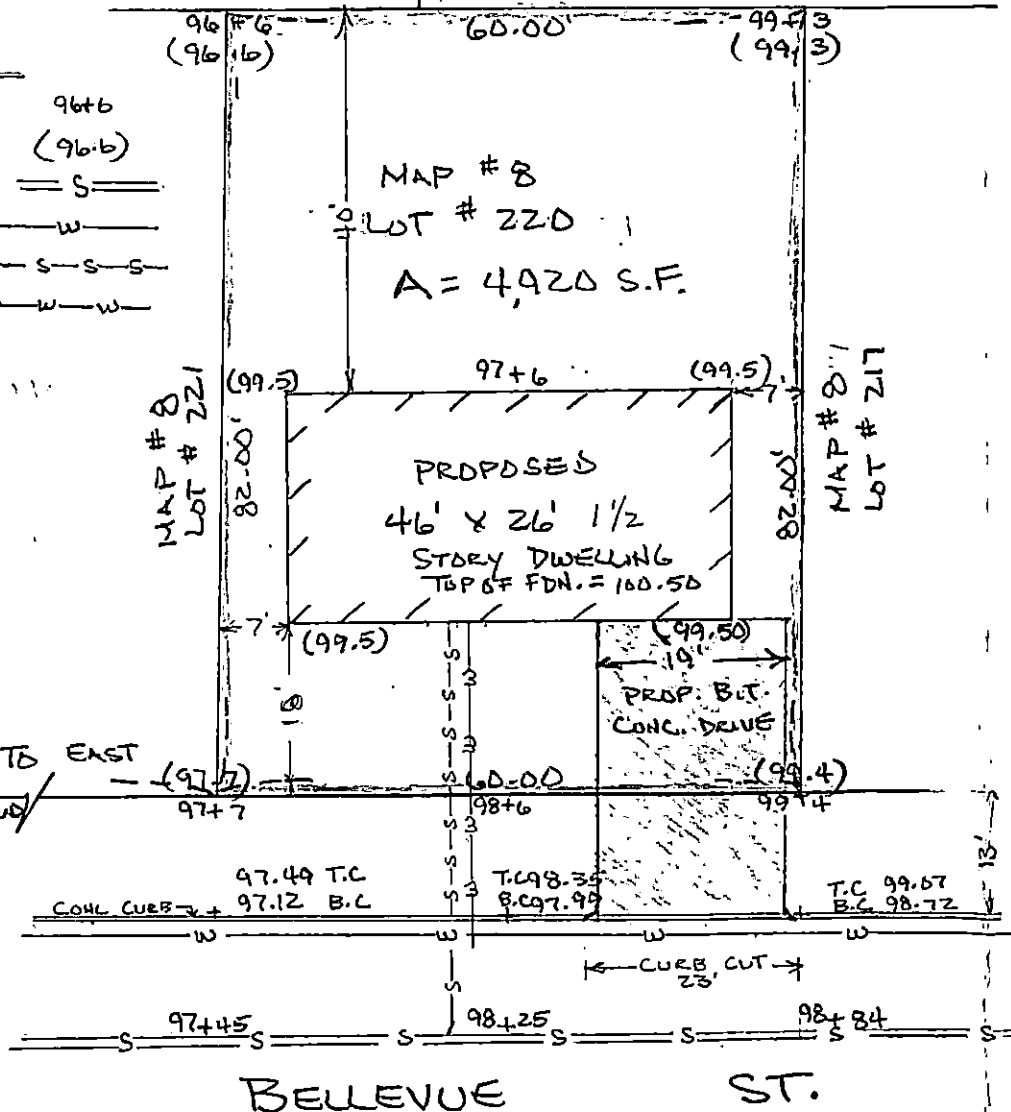 96+6
60.00'
99+3
(96.6)
(99.3)
96+6
(96.6)
S
W
S S S
W W
MAP #8
LOT # 220
A = 4,920 S.F.
MAP #8
LOT # 221
82.00'
(99.5)
97+6
(99.5)
7'
MAP #8
LOT # 217
82.00'
PROPOSED
46' X 26' 1 1/2
STORY DWELLING
TOP OF FDN. = 100.50
7'
(99.5)
(99.50)
19'
18'
PROP. BIT.
CONC. DRIVE
TO EAST
(97.7)
60.00
(99.4)
97+7
98+6
99+4
13'
97.49 T.C
97.12 B.C
T.C 98.35
B.C 97.99
T.C 99.07
B.C 98.72
CONC. CURB
W W W W
CURB CUT
23'
97+45
98+25
98+84
S S S S S S S
BELLEVUE ST.